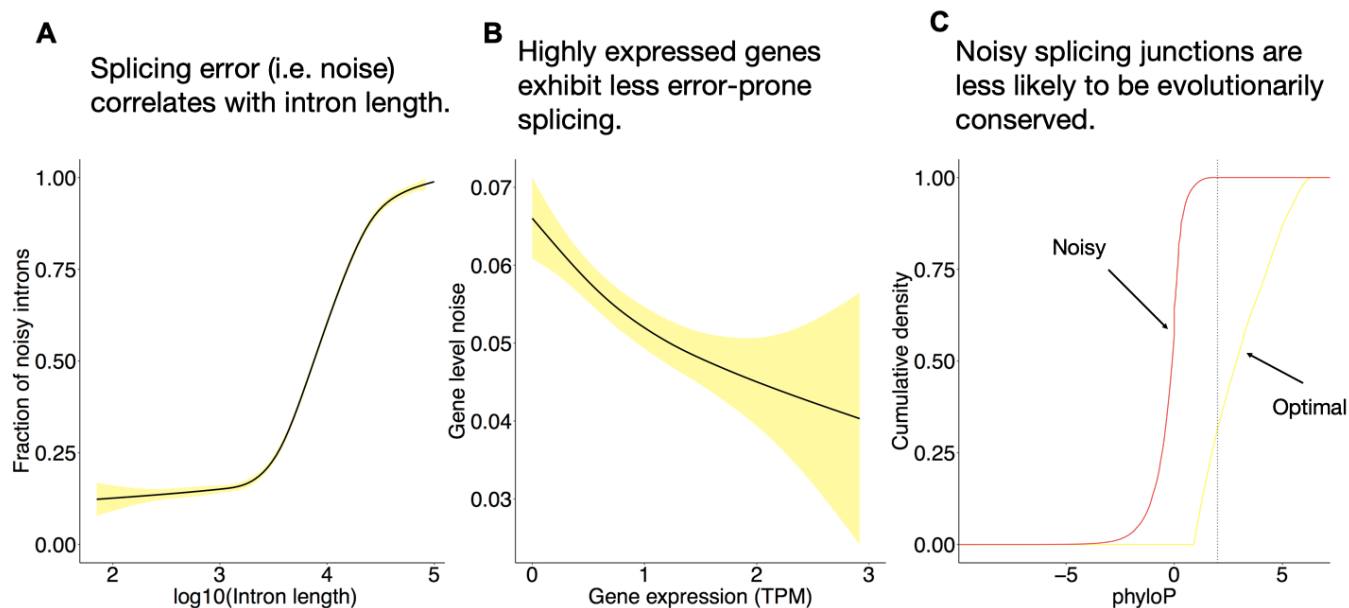 A
Splicing error (i.e. noise)
correlates with intron length.
Fraction of noisy introns
1.00
0.75
0.50
0.25
0.00
2
3
4
5
log10(Intron length)
B
Highly expressed genes
exhibit less error-prone
splicing.
Gene level noise
0.07
0.06
0.05
0.04
0.03
0
1
2
3
Gene expression (TPM)
C
Noisy splicing junctions are
less likely to be evolutionarily
conserved.
Cumulative density
1.00
0.75
0.50
0.25
0.00
Noisy
Optimal
−5
0
5
phyloP